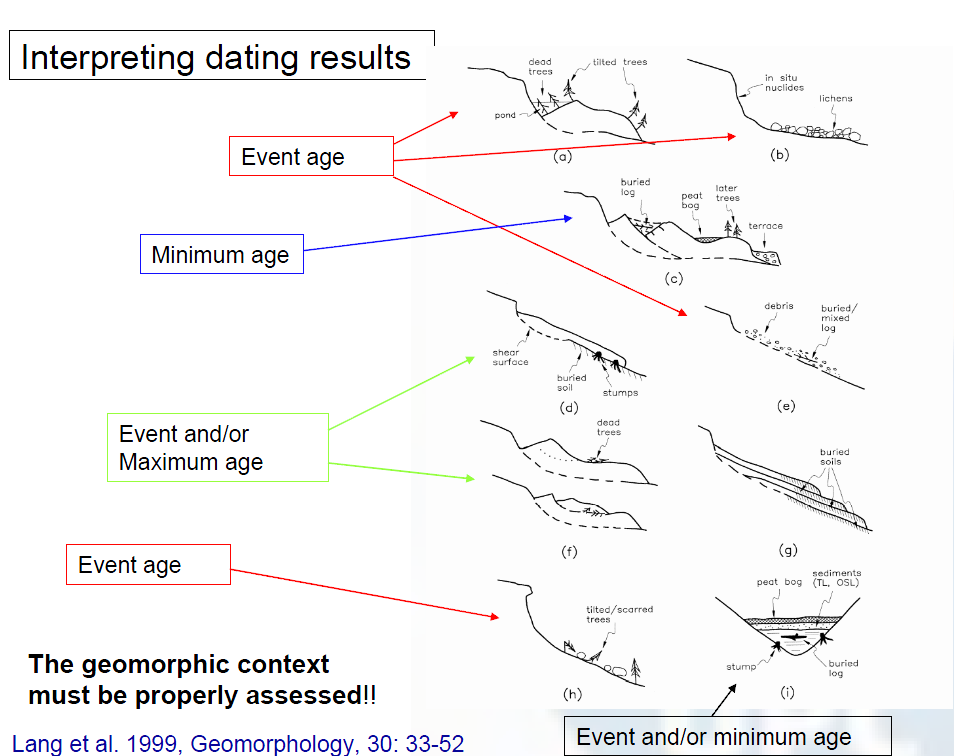 Interpreting dating results
dead
trees
tilted trees
pond
(a)
in situ
nuclides
lichens
(b)
Event age
buried
log
peat
bog
later
trees
terrace
(c)
Minimum age
shear
surface
buried
soil
stumps
(d)
debris
buried/
mixed
log
(e)
Event and/or
Maximum age
dead
trees
(f)
buried
soils
(g)
Event age
tilted/scarred
trees
(h)
peat bog
sediments
(TL, OSL)
stump
buried
log
(i)
The geomorphic context
must be properly assessed!!
Event and/or minimum age
Lang et al. 1999, Geomorphology, 30: 33-52